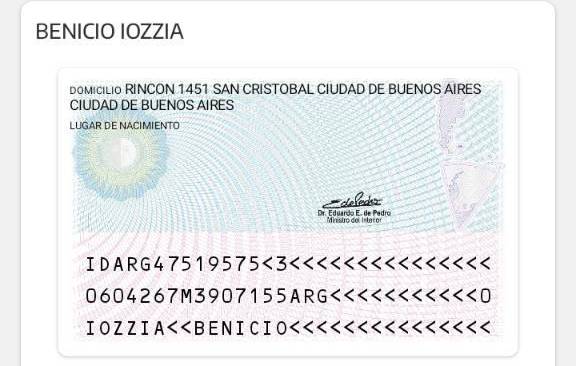 BENICIO IOZZIA
DOMICILIO RINCON 1451 SAN CRISTOBAL CIUDAD DE BUENOS AIRES
CIUDAD DE BUENOS AIRES
LUGAR DE NACIMIENTO
Dr. Eduardo E. de Pedro
Ministro del Interior
IDARG47519575<3<<<<<<<<<<<<<<<
0604267M3907155ARG<<<<<<<<<<<0
IOZZIA<<BENICIO<<<<<<<<<<<<<<<